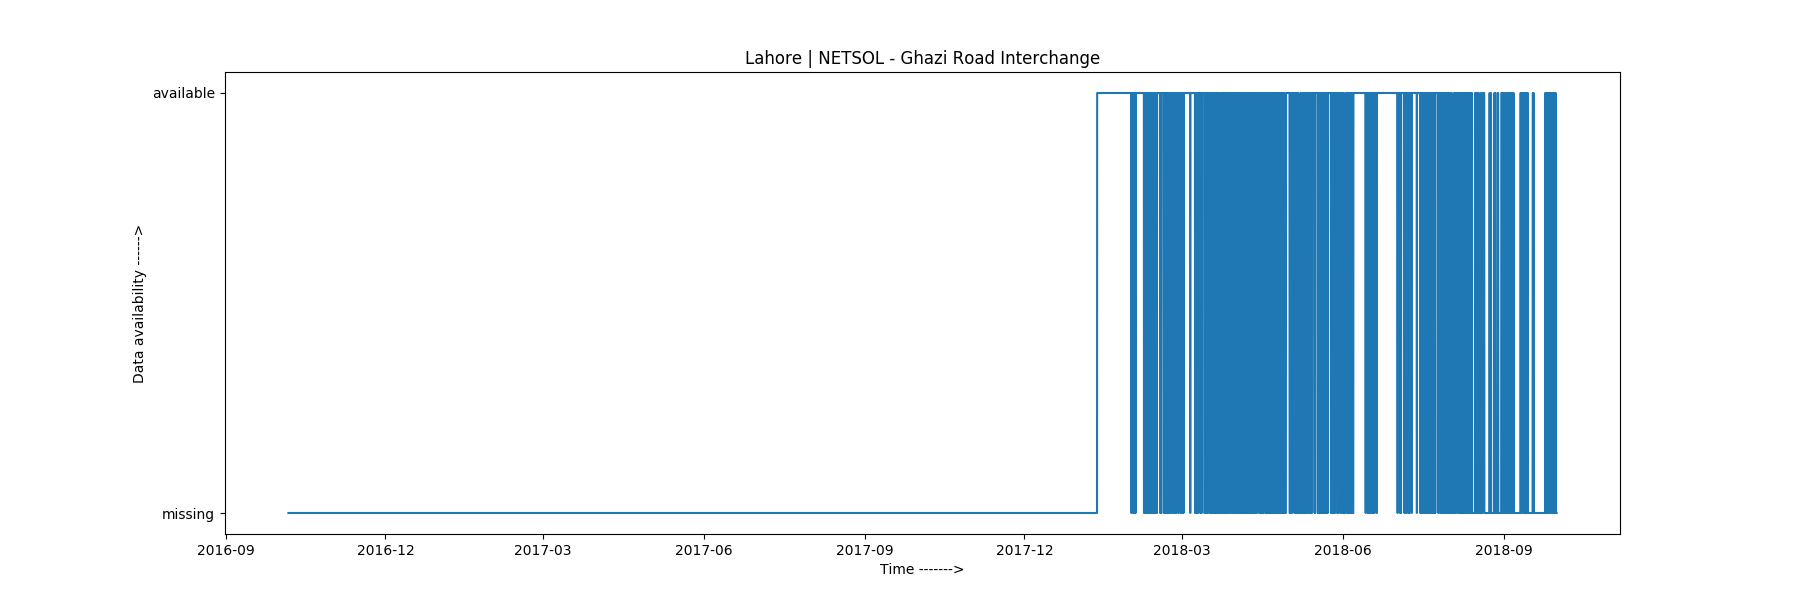 Lahore | NETSOL - Ghazi Road Interchange
available
missing
Data availability ------>
2016-09 2016-12 2017-03 2017-06 2017-09 2017-12 2018-03 2018-06 2018-09
Time ------->